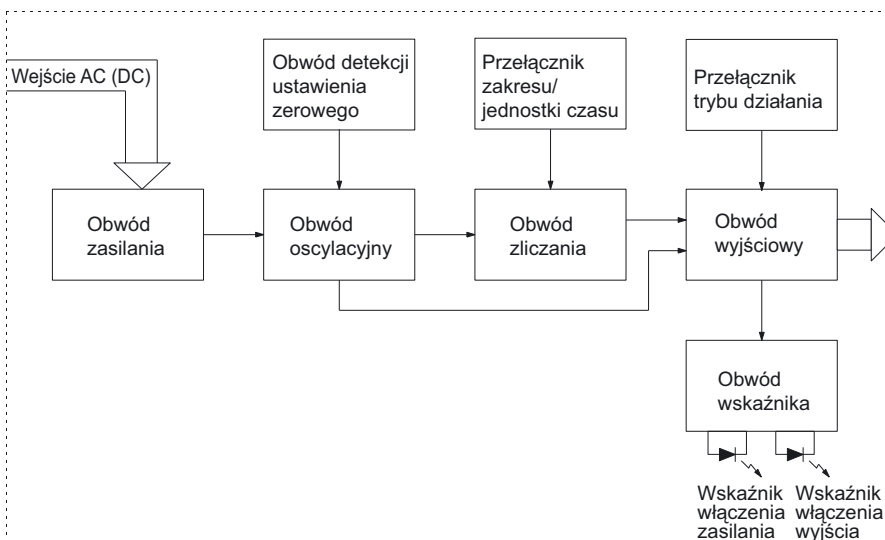 Wejście AC (DC)
Obwód detekcji
ustawienia
zerowego
Przełącznik
zakresu/
jednostki czasu
Przełącznik
trybu działania
Obwód
zasilania
Obwód
oscylacyjny
Obwód
zliczania
Obwód
wyjściowy
Obwód
wskaźnika
Wskaźnik
włączenia
zasilania
Wskaźnik
włączenia
wyjścia